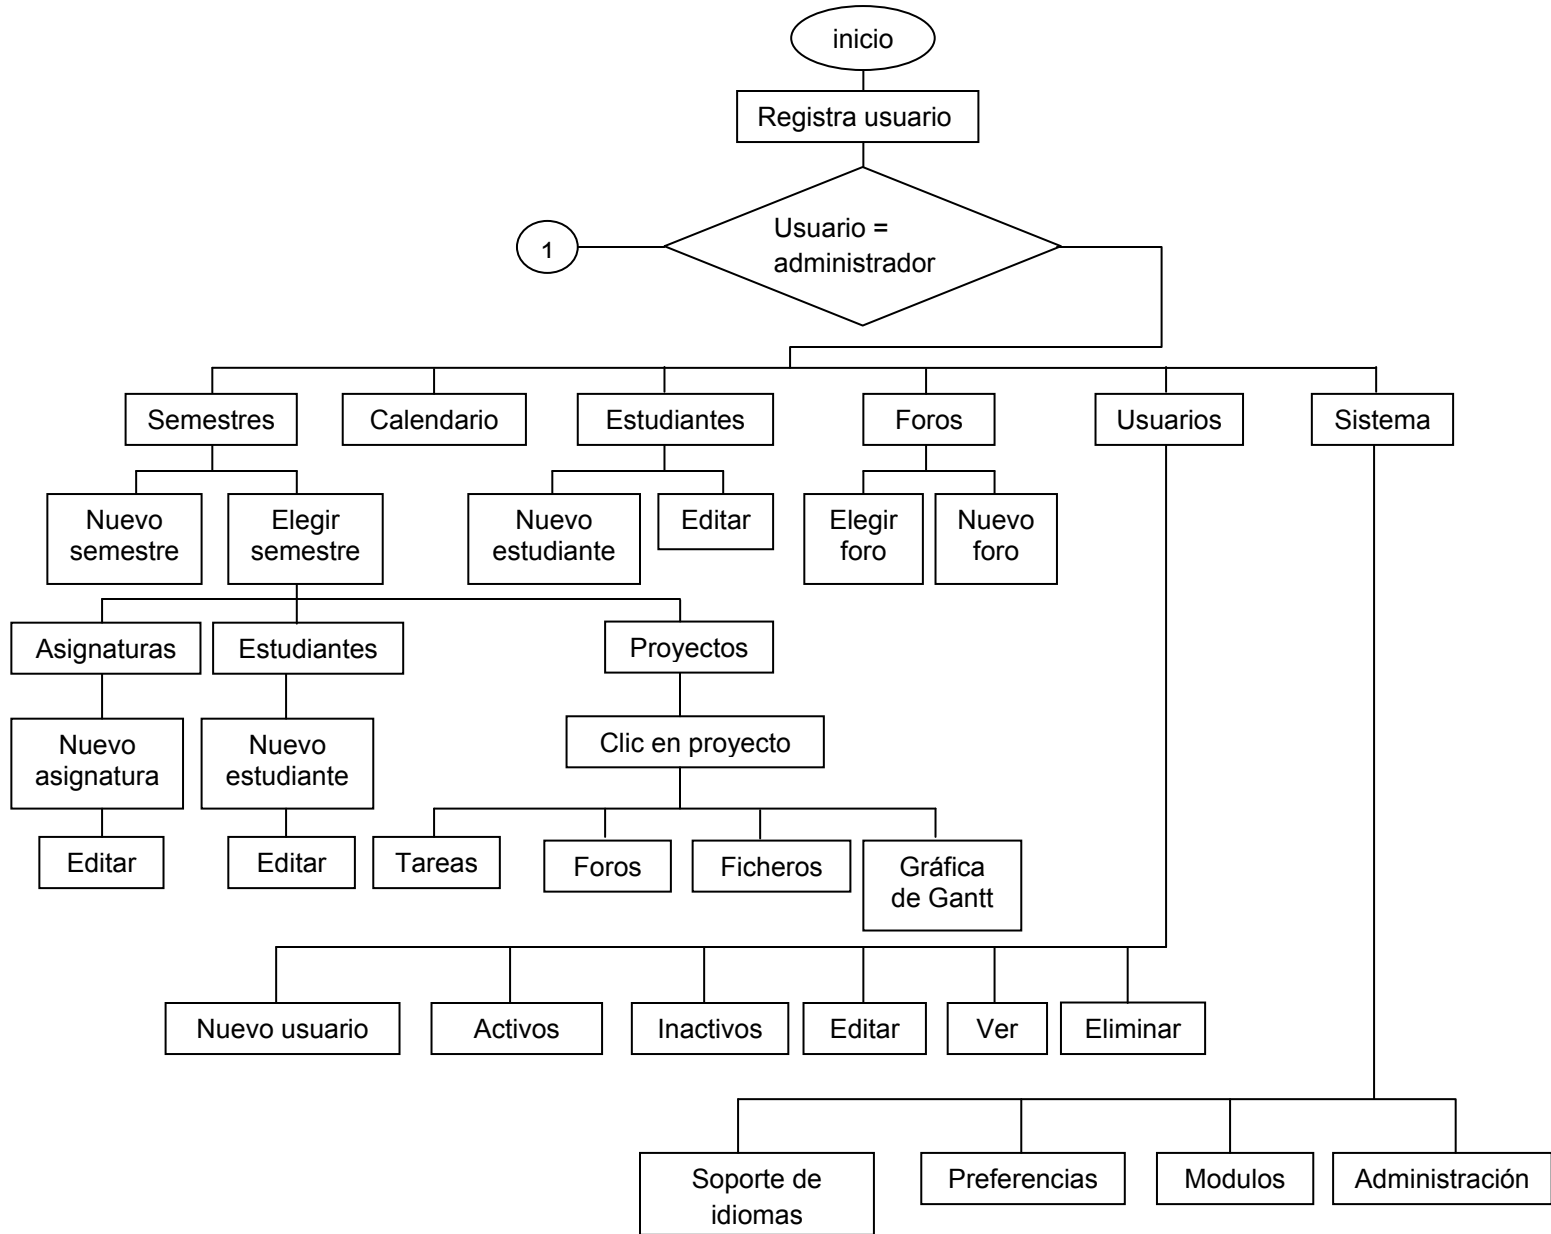 inicio
Registra usuario
Usuario =
administrador
1
Semestres
Calendario
Estudiantes
Foros
Usuarios
Sistema
Nuevo
semestre
Elegir
semestre
Nuevo
estudiante
Editar
Elegir
foro
Nuevo
foro
Asignaturas
Estudiantes
Proyectos
Nuevo
asignatura
Nuevo
estudiante
Clic en proyecto
Editar
Editar
Tareas
Foros
Ficheros
Gráfica
de Gantt
Nuevo usuario
Activos
Inactivos
Editar
Ver
Eliminar
Soporte de
idiomas
Preferencias
Modulos
Administración